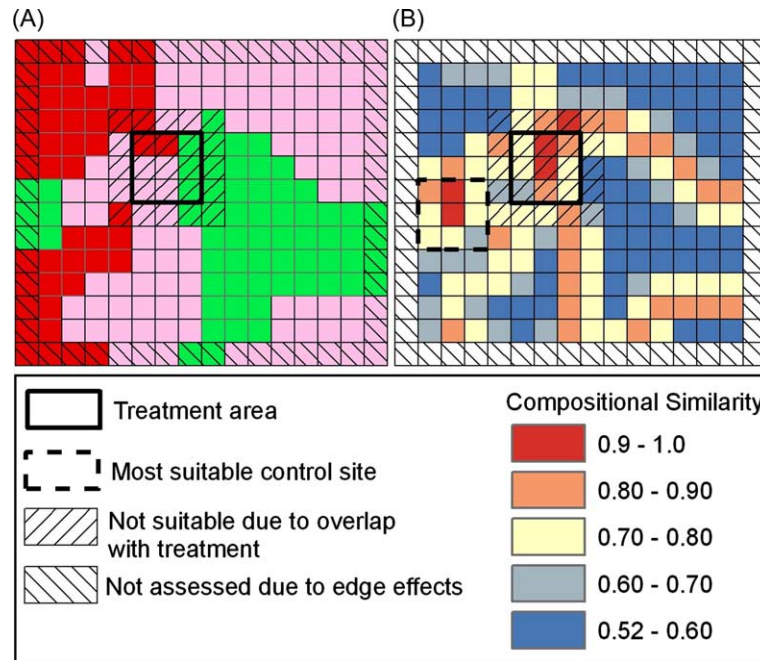 (A)
(B)
Treatment area
Most suitable control site
Not suitable due to overlap
with treatment
Not assessed due to edge effects
Compositional Similarity
0.9 - 1.0
0.80 - 0.90
0.70 - 0.80
0.60 - 0.70
0.52 - 0.60